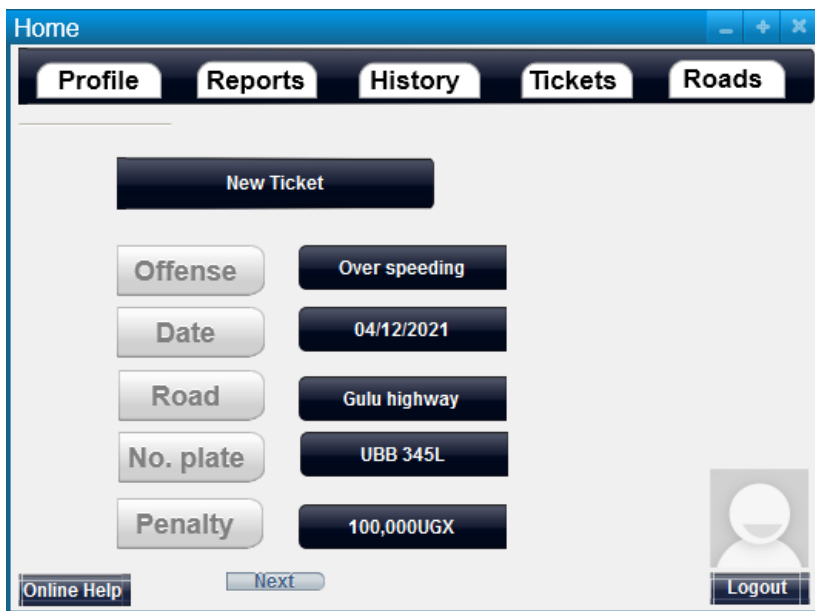 Home
Profile Reports History Tickets Roads
New Ticket
Offense Over speeding
Date 04/12/2021
Road Gulu highway
No. plate UBB 345L
Penalty 100,000UGX
Online Help Next Logout